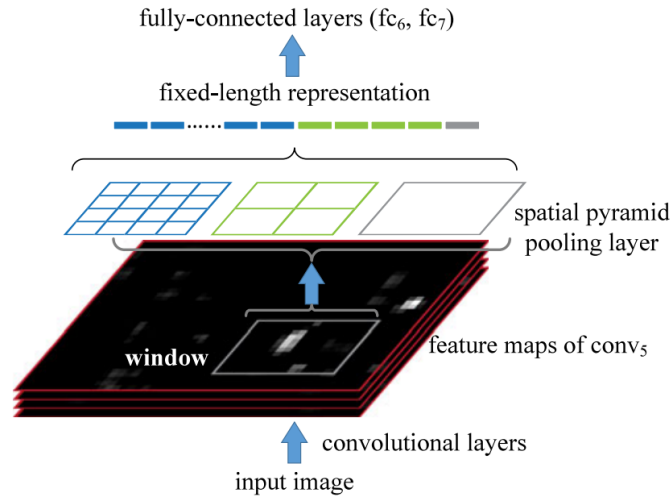 fully-connected layers (fc₆, fc₇)
fixed-length representation
......
spatial pyramid
pooling layer
window
feature maps of conv₅
convolutional layers
input image